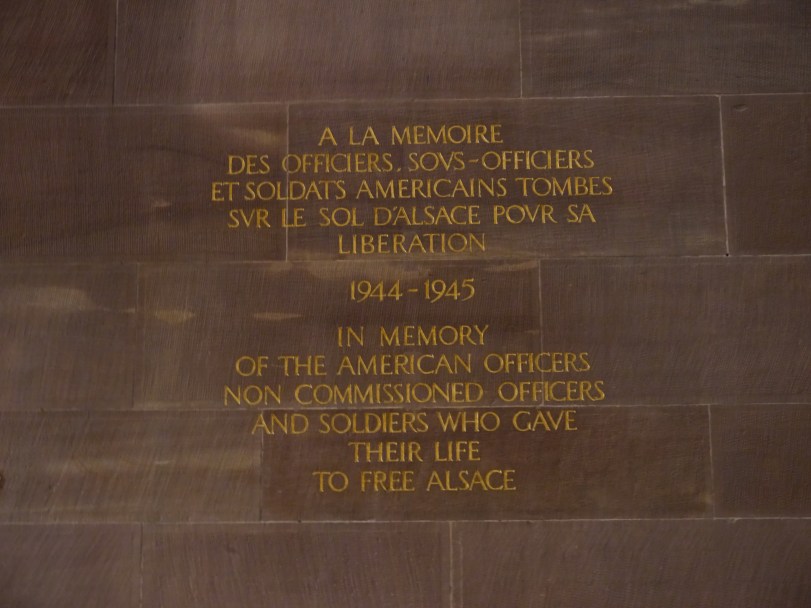 A LA MEMOIRE
DES OFFICIERS. SOVS-OFFICIERS
ET SOLDATS AMERICAINS TOMBES
SVR LE SOL D'ALSACE POVR SA
LIBERATION
1944-1945
IN MEMORY
OF THE AMERICAN OFFICERS
NON COMMISSIONED OFFICERS
AND SOLDIERS WHO GAVE
THEIR LIFE
TO FREE ALSACE